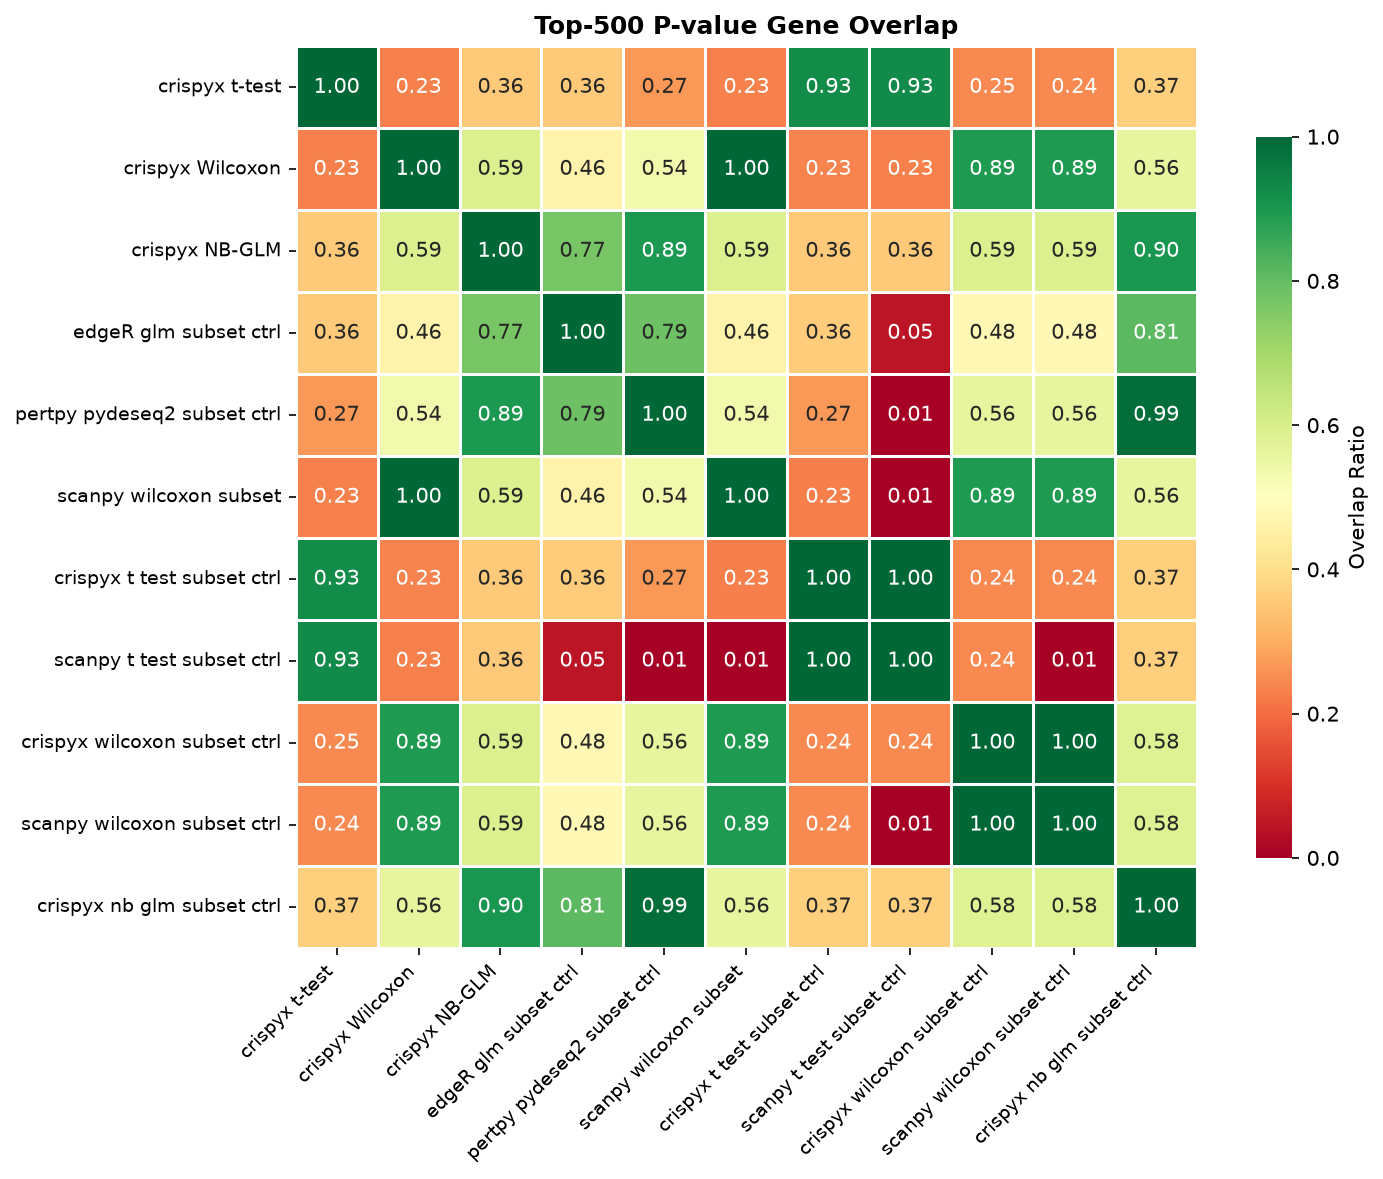 Top-500 P-value Gene Overlap
crispyx t-test 1.00 0.23 0.36 0.36 0.27 0.23 0.93 0.93 0.25 0.24 0.37
crispyx Wilcoxon 0.23 1.00 0.59 0.46 0.54 1.00 0.23 0.23 0.89 0.89 0.56
crispyx NB-GLM 0.36 0.59 1.00 0.77 0.89 0.59 0.36 0.36 0.59 0.59 0.90
edgeR glm subset ctrl 0.36 0.46 0.77 1.00 0.79 0.46 0.36 0.05 0.48 0.48 0.81
pertpy pydeseq2 subset ctrl 0.27 0.54 0.89 0.79 1.00 0.54 0.27 0.01 0.56 0.56 0.99
scanpy wilcoxon subset 0.23 1.00 0.59 0.46 0.54 1.00 0.23 0.01 0.89 0.89 0.56
crispyx t test subset ctrl 0.93 0.23 0.36 0.36 0.27 0.23 1.00 1.00 0.24 0.24 0.37
scanpy t test subset ctrl 0.93 0.23 0.36 0.05 0.01 0.01 1.00 1.00 0.24 0.01 0.37
crispyx wilcoxon subset ctrl 0.25 0.89 0.59 0.48 0.56 0.89 0.24 0.24 1.00 1.00 0.58
scanpy wilcoxon subset ctrl 0.24 0.89 0.59 0.48 0.56 0.89 0.24 0.01 1.00 1.00 0.58
crispyx nb glm subset ctrl 0.37 0.56 0.90 0.81 0.99 0.56 0.37 0.37 0.58 0.58 1.00
crispyx t-test
crispyx Wilcoxon
crispyx NB-GLM
edgeR glm subset ctrl
pertpy pydeseq2 subset ctrl
scanpy wilcoxon subset
crispyx t test subset ctrl
scanpy t test subset ctrl
crispyx wilcoxon subset ctrl
scanpy wilcoxon subset ctrl
crispyx nb glm subset ctrl
1.0
0.8
0.6
0.4
0.2
0.0
Overlap Ratio